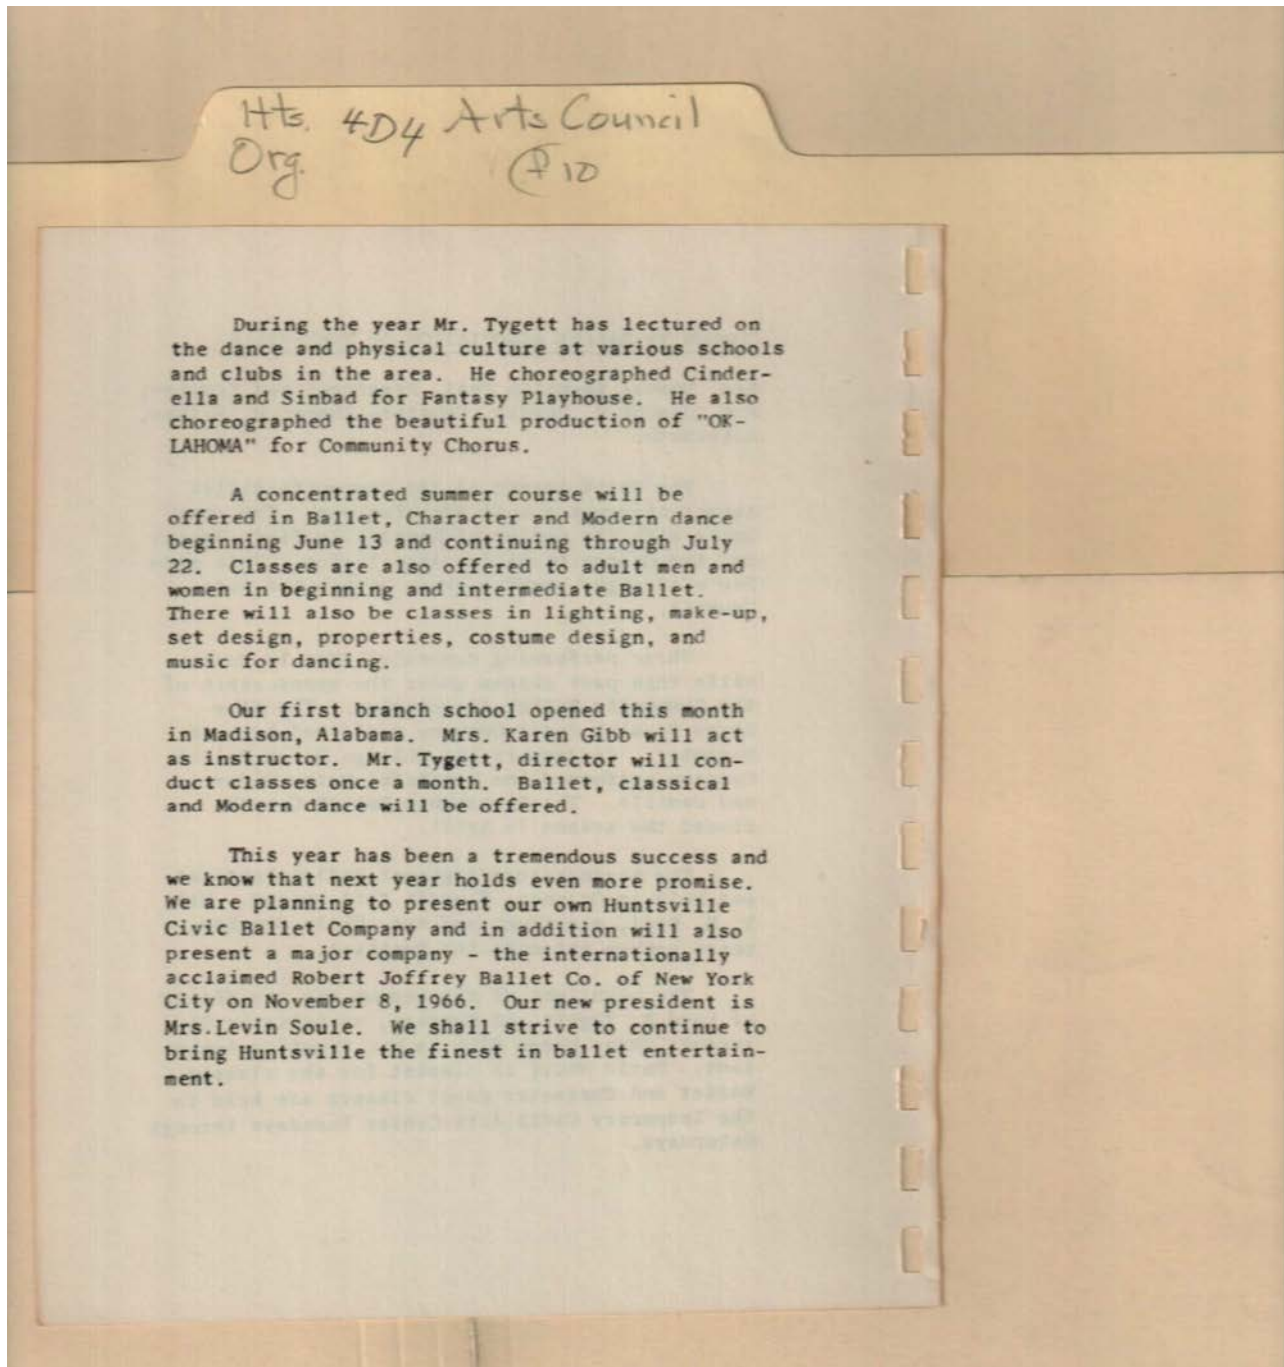 Hts. 4D4 Arts Council
Org. 10
During the year Mr. Tygett has lectured on
the dance and physical culture at various schools
and clubs in the area. He choreographed Cinder-
ella and Sinbad for Fantasy Playhouse. He also
choreographed the beautiful production of "OK-
LAHOMA" for Community Chorus.
A concentrated summer course will be
offered in Ballet, Character and Modern dance
beginning June 13 and continuing through July
22. Classes are also offered to adult men and
women in beginning and intermediate Ballet.
There will also be classes in lighting, make-up,
set design, properties, costume design, and
music for dancing.
Our first branch school opened this month
in Madison, Alabama. Mrs. Karen Gibb will act
as instructor. Mr. Tygett, director will con-
duct classes once a month. Ballet, classical
and Modern dance will be offered.
This year has been a tremendous success and
we know that next year holds even more promise.
We are planning to present our own Huntsville
Civic Ballet Company and in addition will also
present a major company - the internationally
acclaimed Robert Joffrey Ballet Co. of New York
City on November 8, 1966. Our new president is
Mrs.Levin Soule. We shall strive to continue to
bring Huntsville the finest in ballet entertain-
ment.